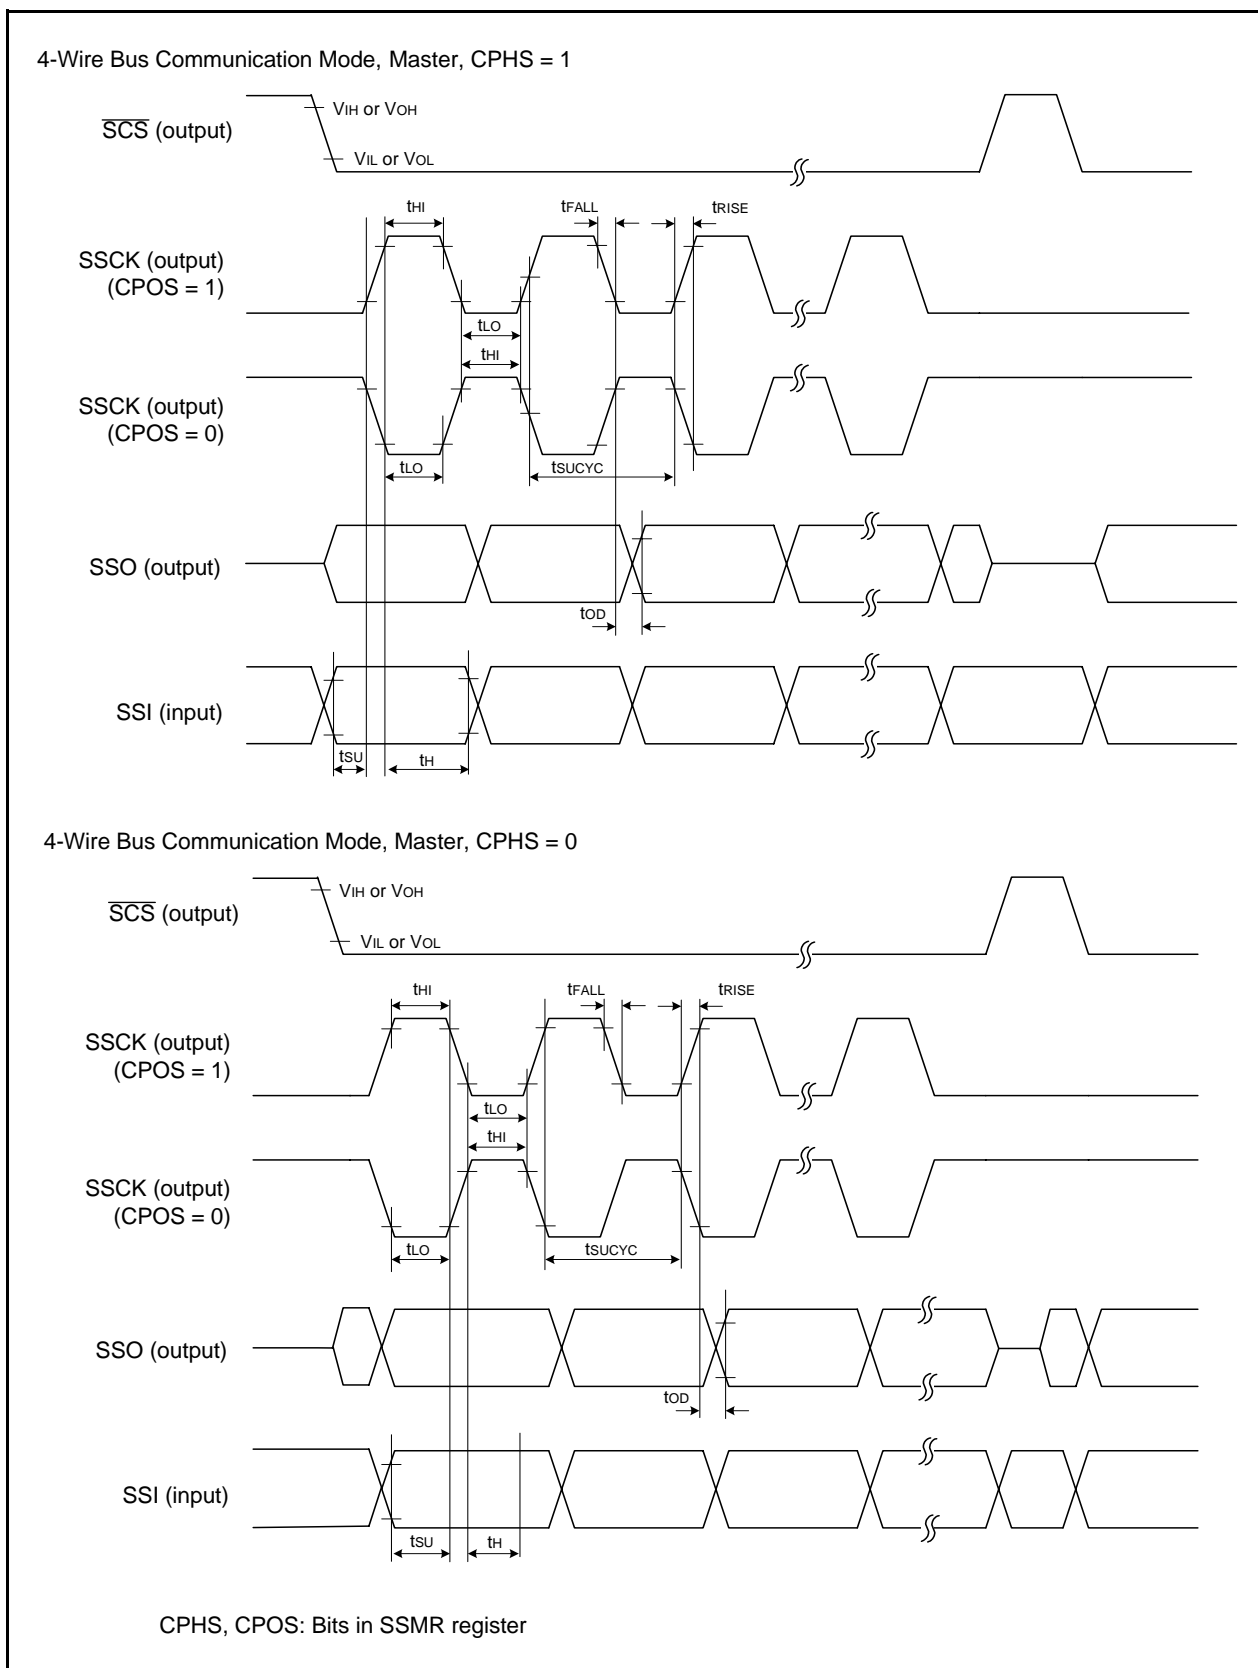 4-Wire Bus Communication Mode, Master, CPHS = 1
VIH or VOH
SCS (output)
VIL or VOL
tHI
tFALL
tRISE
SSCK (output)
(CPOS = 1)
tLO
tHI
SSCK (output)
(CPOS = 0)
tLO
tSUCYC
SSO (output)
tOD
SSI (input)
tSU
tH
4-Wire Bus Communication Mode, Master, CPHS = 0
VIH or VOH
SCS (output)
VIL or VOL
tHI
tFALL
tRISE
SSCK (output)
(CPOS = 1)
tLO
tHI
SSCK (output)
(CPOS = 0)
tLO
tSUCYC
SSO (output)
tOD
SSI (input)
tSU
tH
CPHS, CPOS: Bits in SSMR register